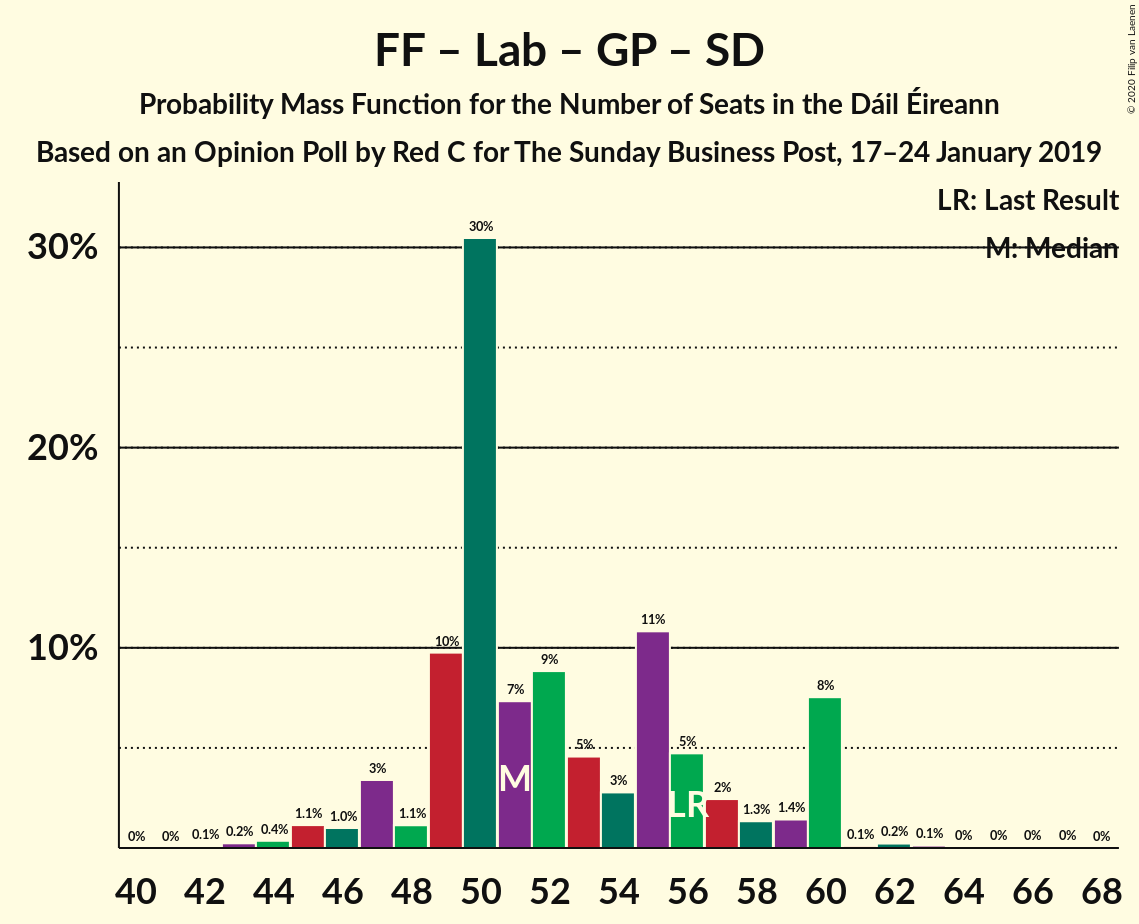 FF – Lab – GP – SD
Probability Mass Function for the Number of Seats in the Dáil Éireann
Based on an Opinion Poll by Red C for The Sunday Business Post, 17–24 January 2019
© 2020 Filip van Laenen
LR: Last Result
M: Median
30%
20%
10%
0% 0% 0.1% 0.2% 0.4% 1.1% 1.0% 3% 1.1% 10% 30% 7% 9% 5% 3% 11% 5% 2% 1.3% 1.4% 8% 0.1% 0.2% 0.1% 0% 0% 0% 0% 0%
M
LR
40 42 44 46 48 50 52 54 56 58 60 62 64 66 68